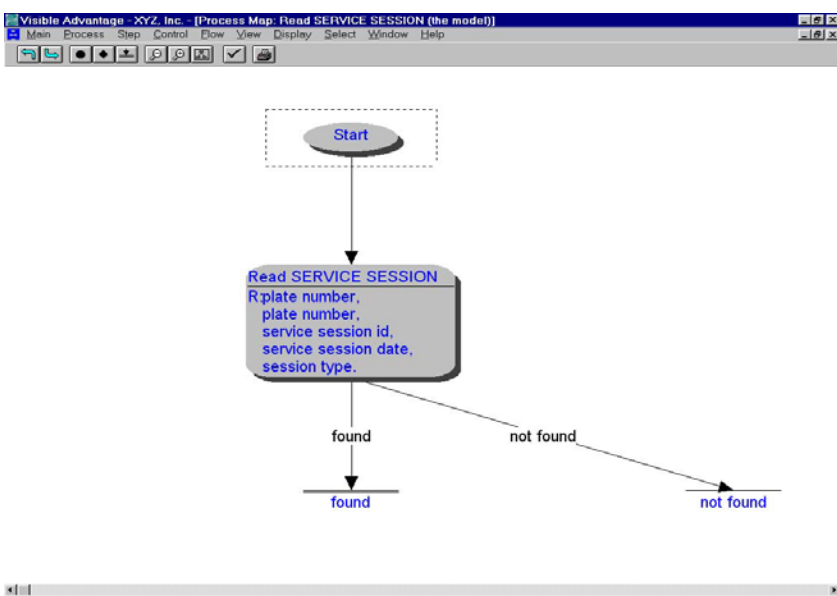 Visible Advantage - XYZ, Inc. - [Process Map: Read SERVICE SESSION (the model)]
Main Process Step Control Flow View Display Select Window Help
Start
Read SERVICE SESSION
R:plate number,
plate number,
service session id,
service session date,
session type.
found
not found
found
not found